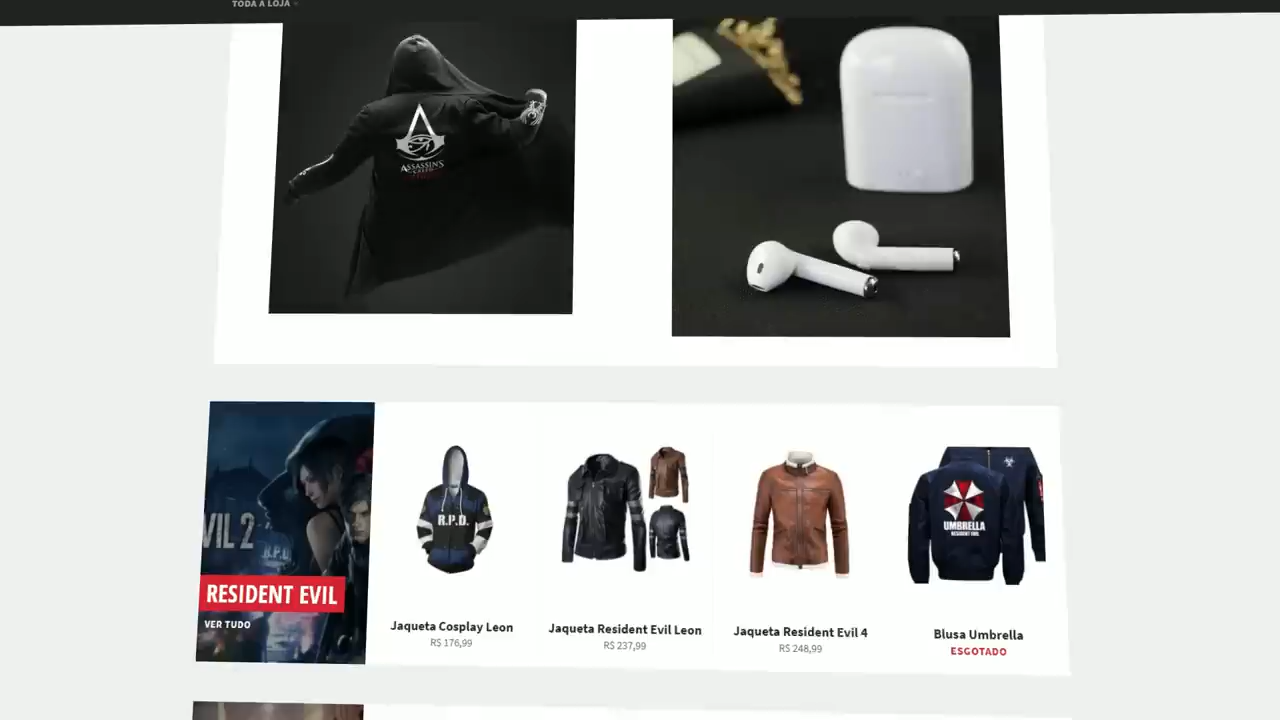 TODA A LOJA
ASSASSIN'S
CREED
VIL 2
R.P.D.
RESIDENT EVIL
VER TUDO
R.P.D.
UMBRELLA
RESIDENT EVIL
Jaqueta Cosplay Leon
R$ 176,99
Jaqueta Resident Evil Leon
R$ 237,99
Jaqueta Resident Evil 4
R$ 248,99
Blusa Umbrella
ESGOTADO